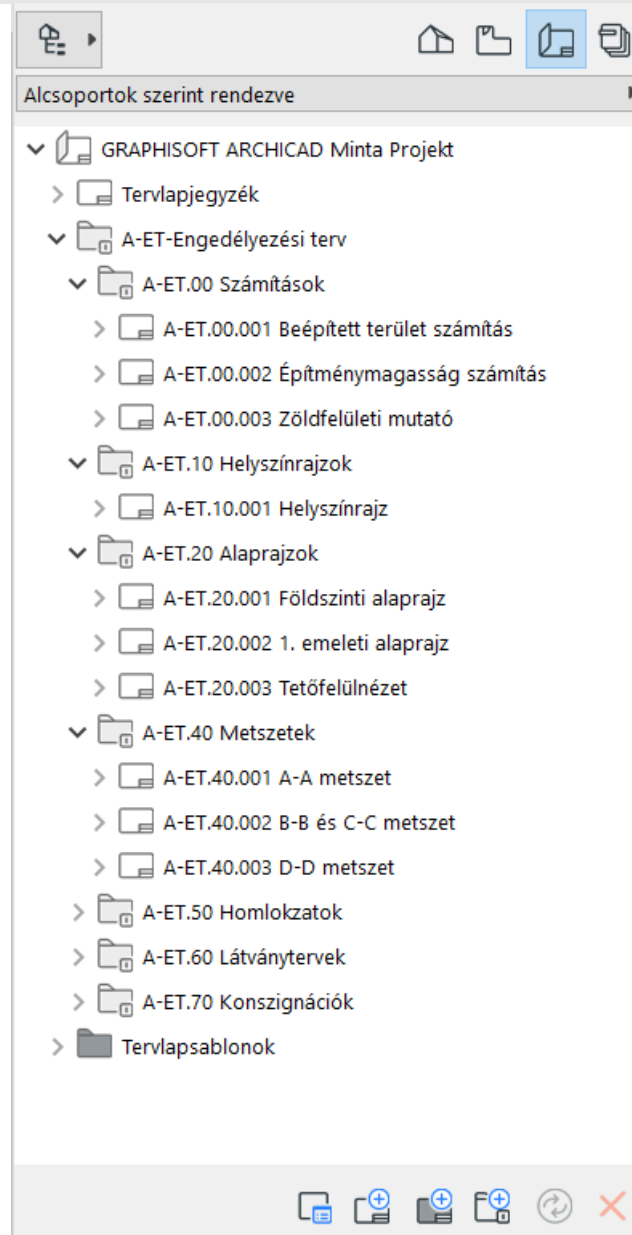 Alcsoportok szerint rendezve
GRAPHISOFT ARCHICAD Minta Projekt
Tervlapjegyzék
A-ET-Engedélyezési terv
A-ET.00 Számítások
A-ET.00.001 Beépített terület számítás
A-ET.00.002 Építménymagasság számítás
A-ET.00.003 Zöldfelületi mutató
A-ET.10 Helyszínrajzok
A-ET.10.001 Helyszínrajz
A-ET.20 Alaprajzok
A-ET.20.001 Földszinti alaprajz
A-ET.20.002 1. emeleti alaprajz
A-ET.20.003 Tetőfelülnézet
A-ET.40 Metszetek
A-ET.40.001 A-A metszet
A-ET.40.002 B-B és C-C metszet
A-ET.40.003 D-D metszet
A-ET.50 Homlokzatok
A-ET.60 Látványtervek
A-ET.70 Konszignációk
Tervlapsablonok